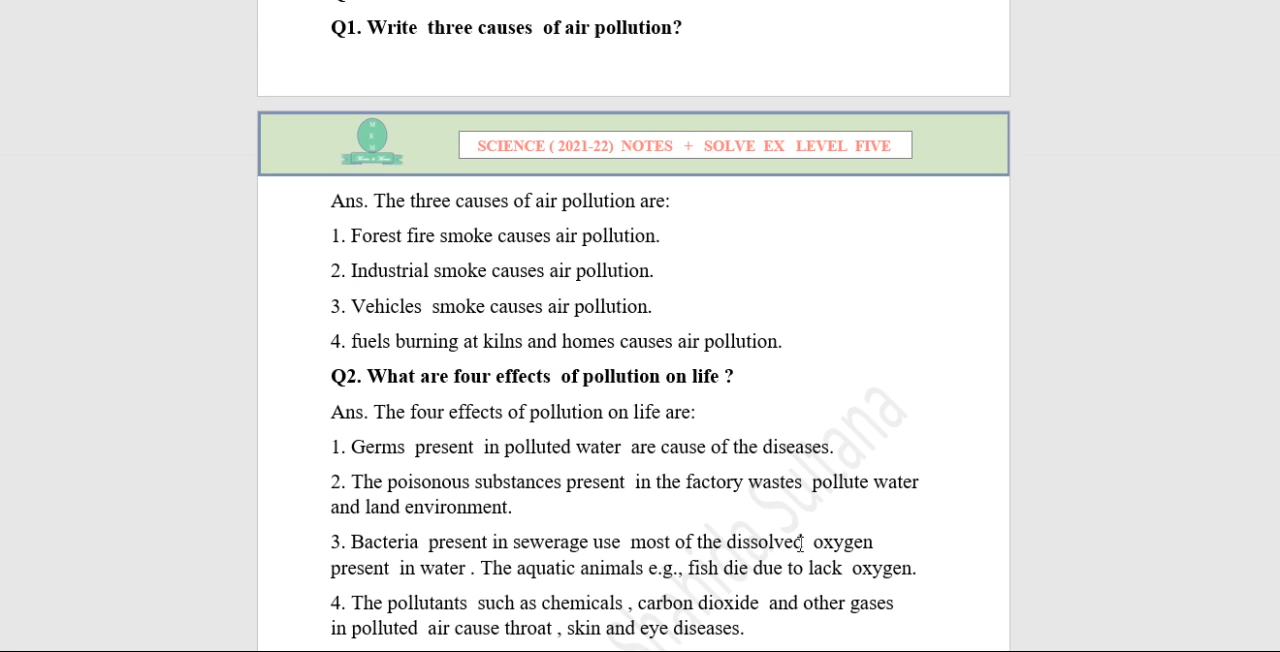 Q1. Write three causes of air pollution?
M
K
M
SCIENCE ( 2021-22) NOTES + SOLVE EX LEVEL FIVE
Ans. The three causes of air pollution are:
1. Forest fire smoke causes air pollution.
2. Industrial smoke causes air pollution.
3. Vehicles smoke causes air pollution.
4. fuels burning at kilns and homes causes air pollution.
Q2. What are four effects of pollution on life ?
Ans. The four effects of pollution on life are:
1. Germs present in polluted water are cause of the diseases.
2. The poisonous substances present in the factory wastes pollute water
and land environment.
3. Bacteria present in sewerage use most of the dissolved oxygen
present in water . The aquatic animals e.g., fish die due to lack oxygen.
4. The pollutants such as chemicals , carbon dioxide and other gases
in polluted air cause throat , skin and eye diseases.
Shahida Sultana